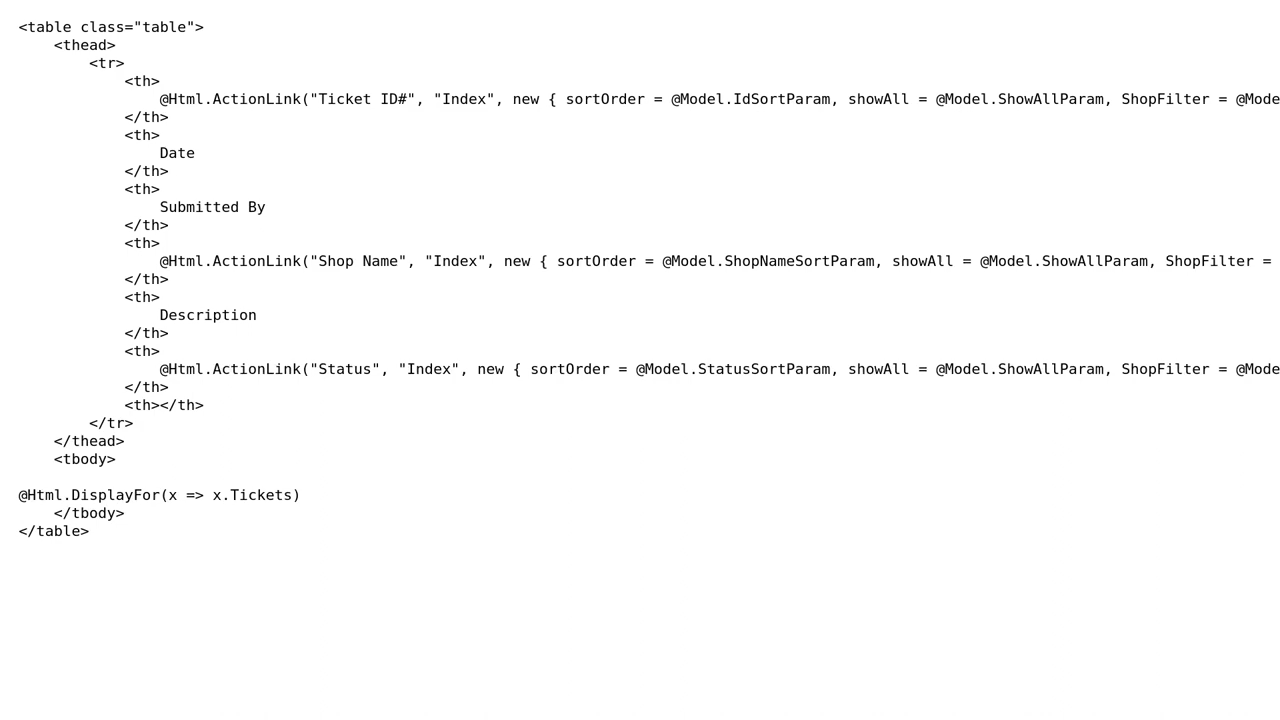 <table class="table">
    <thead>
        <tr>
            <th>
                @Html.ActionLink("Ticket ID#", "Index", new { sortOrder = @Model.IdSortParam, showAll = @Model.ShowAllParam, ShopFilter = @Mode
            </th>
            <th>
                Date
            </th>
            <th>
                Submitted By
            </th>
            <th>
                @Html.ActionLink("Shop Name", "Index", new { sortOrder = @Model.ShopNameSortParam, showAll = @Model.ShowAllParam, ShopFilter =
            </th>
            <th>
                Description
            </th>
            <th>
                @Html.ActionLink("Status", "Index", new { sortOrder = @Model.StatusSortParam, showAll = @Model.ShowAllParam, ShopFilter = @Mode
            </th>
            <th></th>
        </tr>
    </thead>
    <tbody>

@Html.DisplayFor(x => x.Tickets)
    </tbody>
</table>